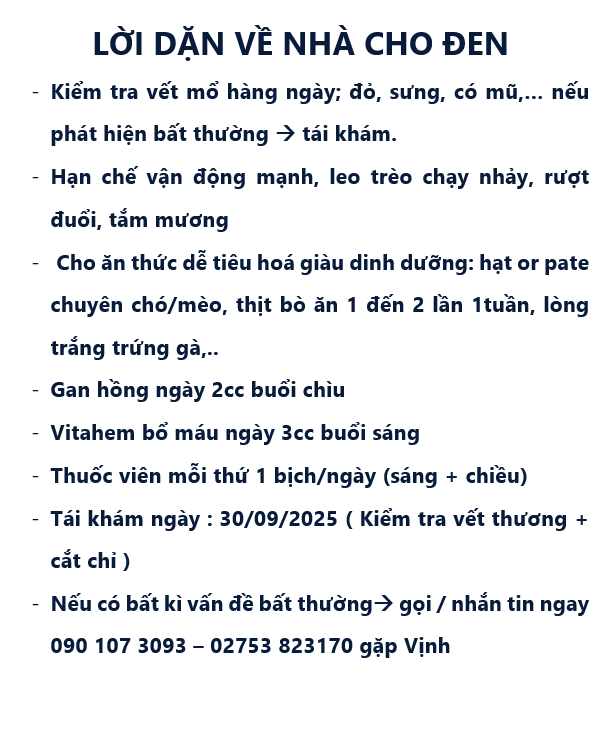 LỜI DẶN VỀ NHÀ CHO ĐEN
- Kiểm tra vết mổ hàng ngày; đỏ, sưng, có mũ,... nếu
phát hiện bất thường → tái khám.
- Hạn chế vận động mạnh, leo trèo chạy nhảy, rượt
đuổi, tắm mương
- Cho ăn thức dễ tiêu hoá giàu dinh dưỡng: hạt or pate
chuyên chó/mèo, thịt bò ăn 1 đến 2 lần 1tuần, lòng
trắng trứng gà,..
- Gan hồng ngày 2cc buổi chìu
- Vitahem bổ máu ngày 3cc buổi sáng
- Thuốc viên mỗi thứ 1 bịch/ngày (sáng + chiều)
- Tái khám ngày : 30/09/2025 ( Kiểm tra vết thương +
cắt chỉ )
- Nếu có bất kì vấn đề bất thường→ gọi / nhắn tin ngay
090 107 3093 – 02753 823170 gặp Vịnh